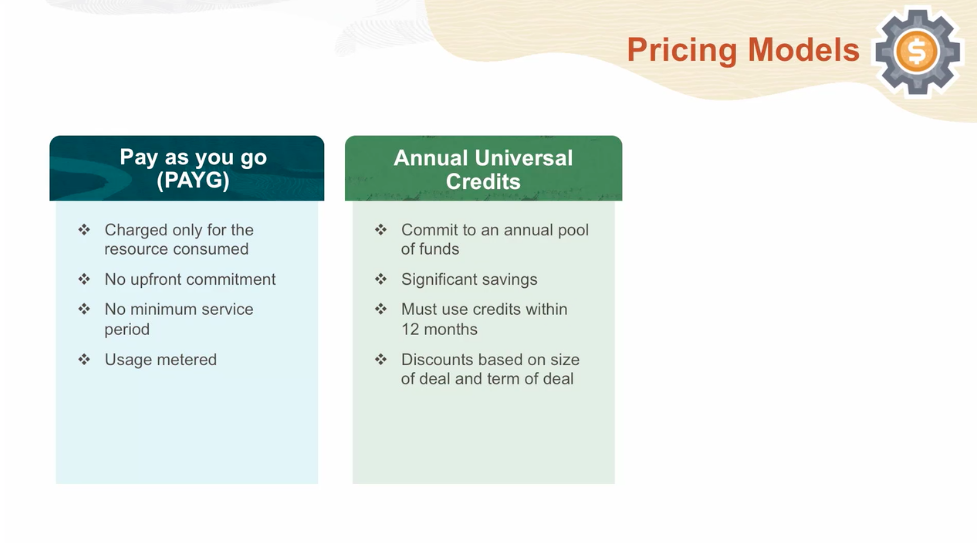 Pricing Models
$
Pay as you go
(PAYG)
❖ Charged only for the
resource consumed
❖ No upfront commitment
❖ No minimum service
period
❖ Usage metered
Annual Universal
Credits
❖ Commit to an annual pool
of funds
❖ Significant savings
❖ Must use credits within
12 months
❖ Discounts based on size
of deal and term of deal